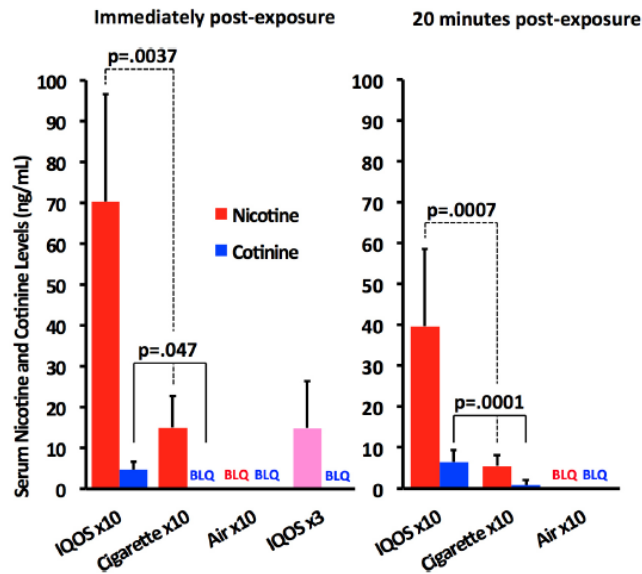 Immediately post-exposure
20 minutes post-exposure
Serum Nicotine and Cotinine Levels (ng/mL)
100
90
80
70
60
50
40
30
20
10
0
p=.0037
Nicotine
Cotinine
p=.047
BLQ
BLQ
BLQ
BLQ
IQOS x10
Cigarette x10
Air x10
IQOS x3
100
90
80
70
60
50
40
30
20
10
0
p=.0007
p=.0001
BLQ
BLQ
IQOS x10
Cigarette x10
Air x10